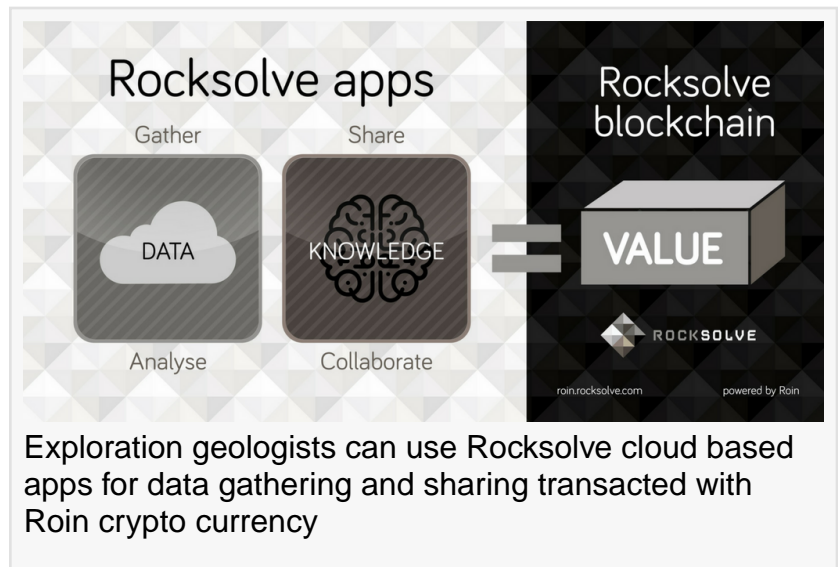 Rocksolve apps
Gather
Share
DATA
KNOWLEDGE
Analyse
Collaborate
Rocksolve
blockchain
VALUE
ROCKSOLVE
roin.rocksolve.com
powered by Roin
Exploration geologists can use Rocksolve cloud based
apps for data gathering and sharing transacted with
Roin crypto currency